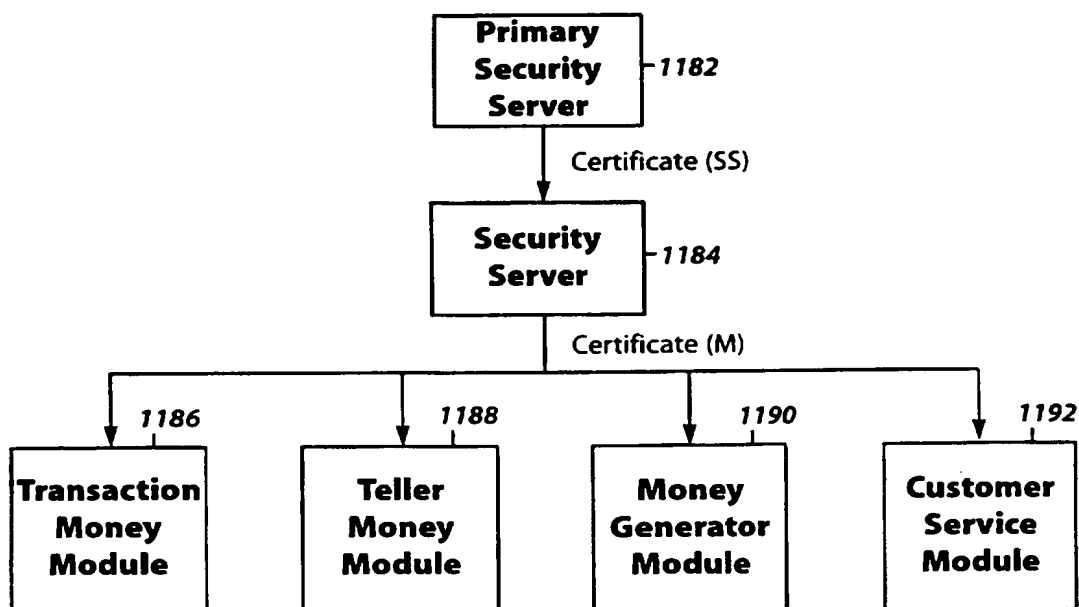 Primary
Security
Server
1182
Certificate (SS)
Security
Server
1184
Certificate (M)
1186
1188
1190
1192
Transaction
Money
Module
Teller
Money
Module
Money
Generator
Module
Customer
Service
Module